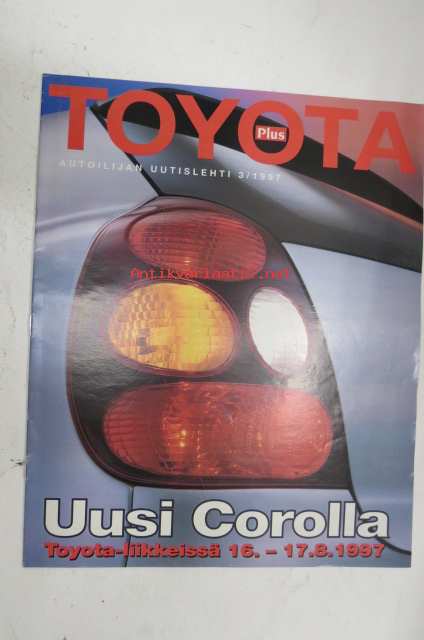 TOYOTA
Plus
AUTOILIJAN UUTISLEHTI 3/1997
Antikvariaatti.net
Uusi Corolla
Toyota-liikkeissä 16. – 17.8.1997